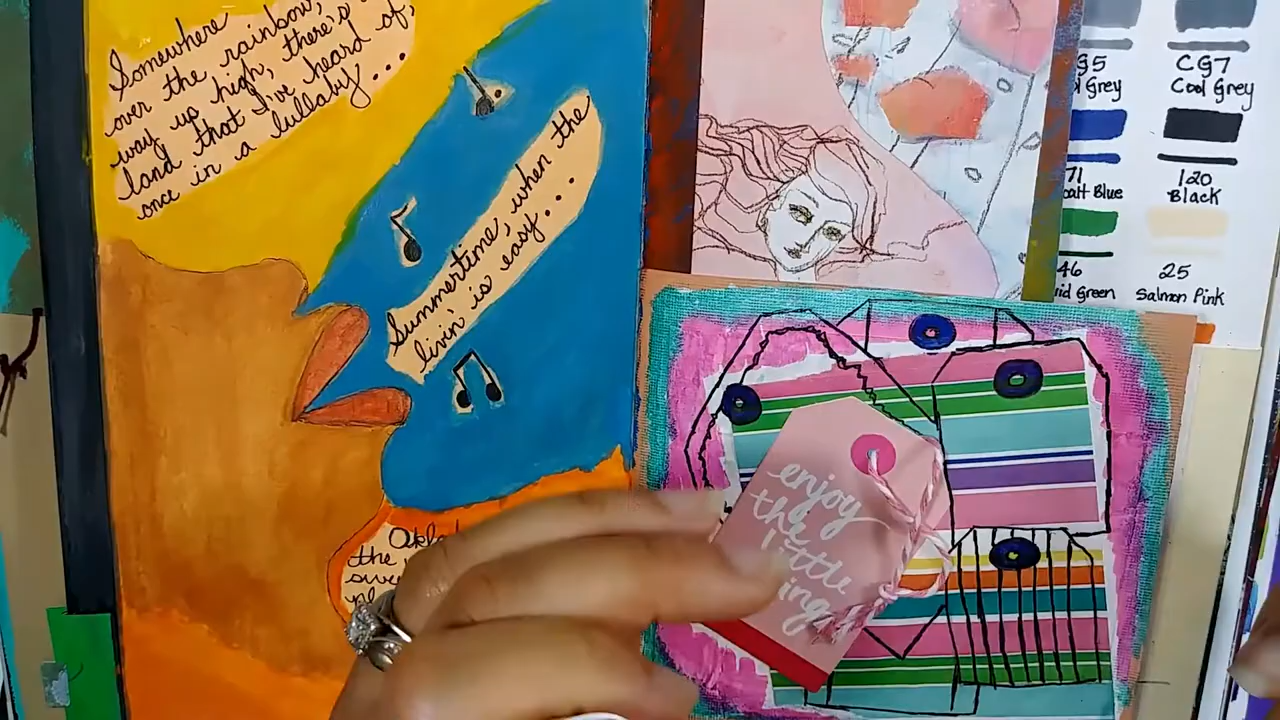 Somewhere
over the rainbow,
way up high, there's
land that I've heard of,
once in a lullaby...
Summertime, when the
livin' is easy...
the
enjoy
the
little
CG7
Grey
Cool Grey
71
120
Blue
Black
46
25
Green
Salmon Pink